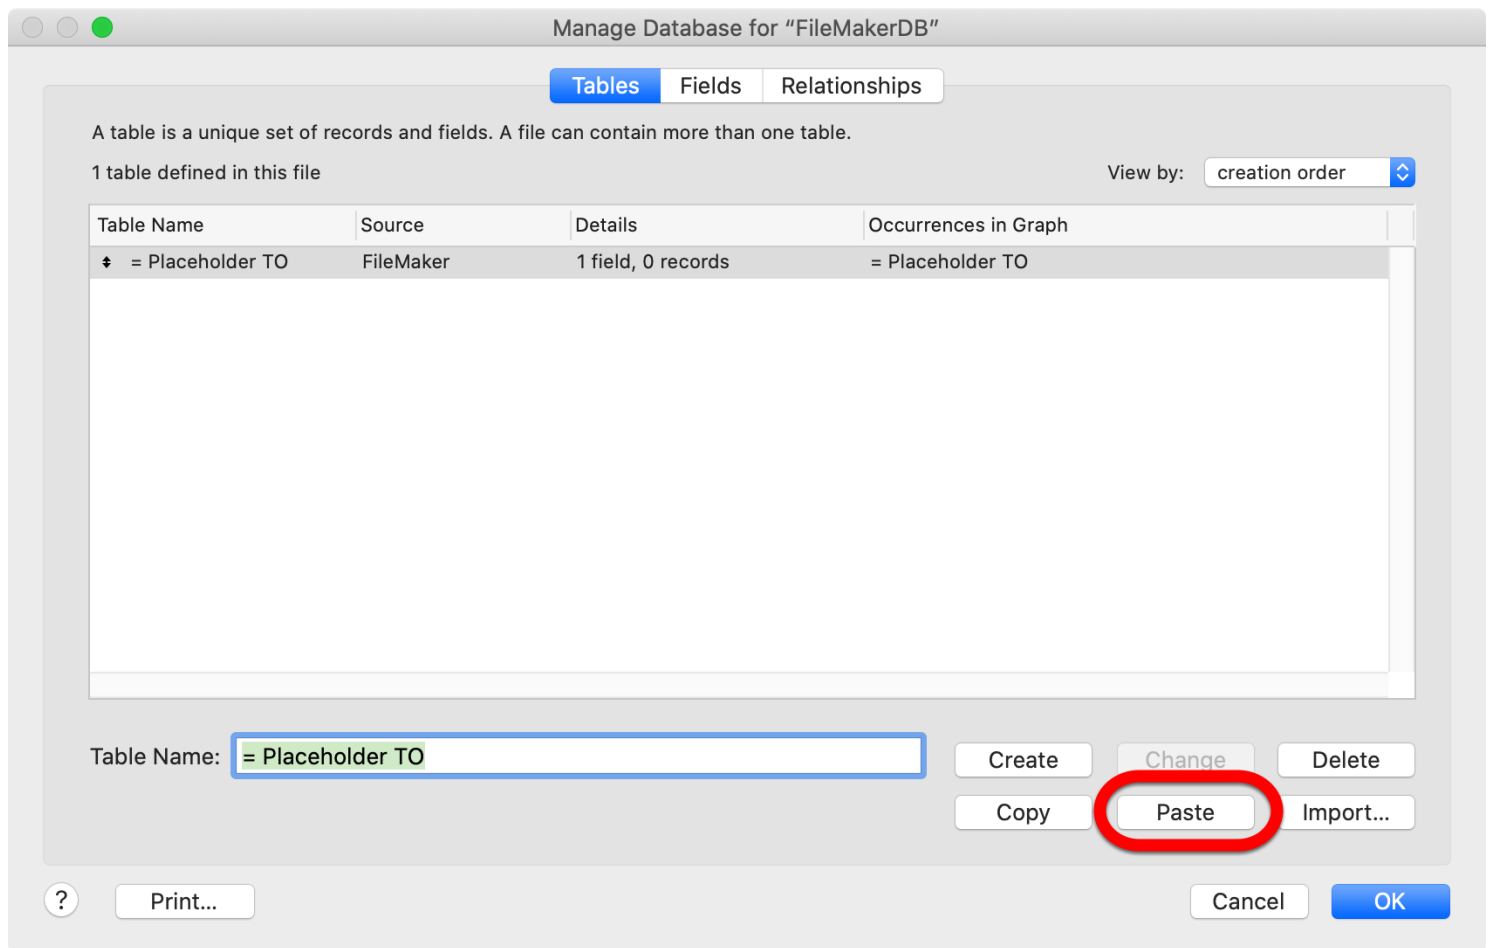 Manage Database for “FileMakerDB”
Tables Fields Relationships
A table is a unique set of records and fields. A file can contain more than one table.
1 table defined in this file View by: creation order
Table Name Source Details Occurrences in Graph
= Placeholder TO FileMaker 1 field, 0 records = Placeholder TO
Table Name: = Placeholder TO
Create Change Delete
Copy Paste Import...
? Print... Cancel OK